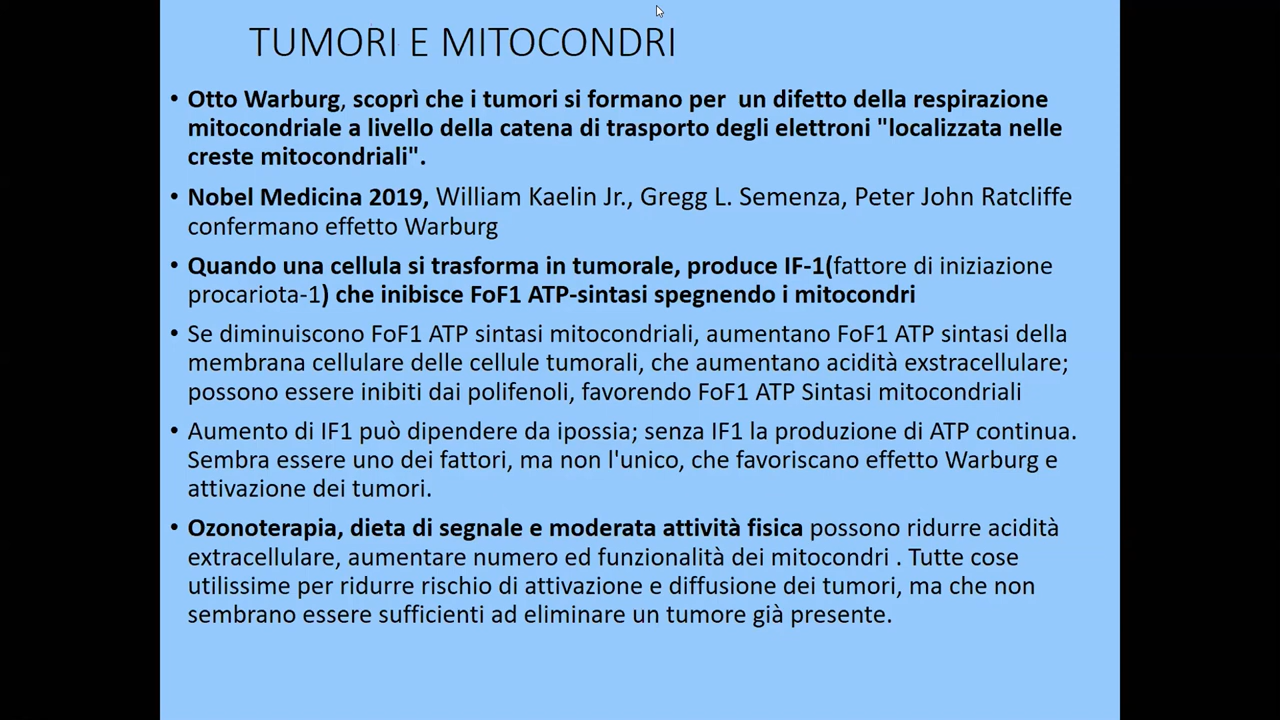 TUMORI E MITOCONDRI
• Otto Warburg, scoprì che i tumori si formano per un difetto della respirazione
mitocondriale a livello della catena di trasporto degli elettroni "localizzata nelle
creste mitocondriali".
• Nobel Medicina 2019, William Kaelin Jr., Gregg L. Semenza, Peter John Ratcliffe
confermano effetto Warburg
• Quando una cellula si trasforma in tumorale, produce IF-1(fattore di iniziazione
procariota-1) che inibisce FoF1 ATP-sintasi spegnendo i mitocondri
• Se diminuiscono FoF1 ATP sintasi mitocondriali, aumentano FoF1 ATP sintasi della
membrana cellulare delle cellule tumorali, che aumentano acidità exstracellulare;
possono essere inibiti dai polifenoli, favorendo FoF1 ATP Sintasi mitocondriali
• Aumento di IF1 può dipendere da ipossia; senza IF1 la produzione di ATP continua.
Sembra essere uno dei fattori, ma non l'unico, che favoriscano effetto Warburg e
attivazione dei tumori.
• Ozonoterapia, dieta di segnale e moderata attività fisica possono ridurre acidità
extracellulare, aumentare numero ed funzionalità dei mitocondri . Tutte cose
utilissime per ridurre rischio di attivazione e diffusione dei tumori, ma che non
sembrano essere sufficienti ad eliminare un tumore già presente.